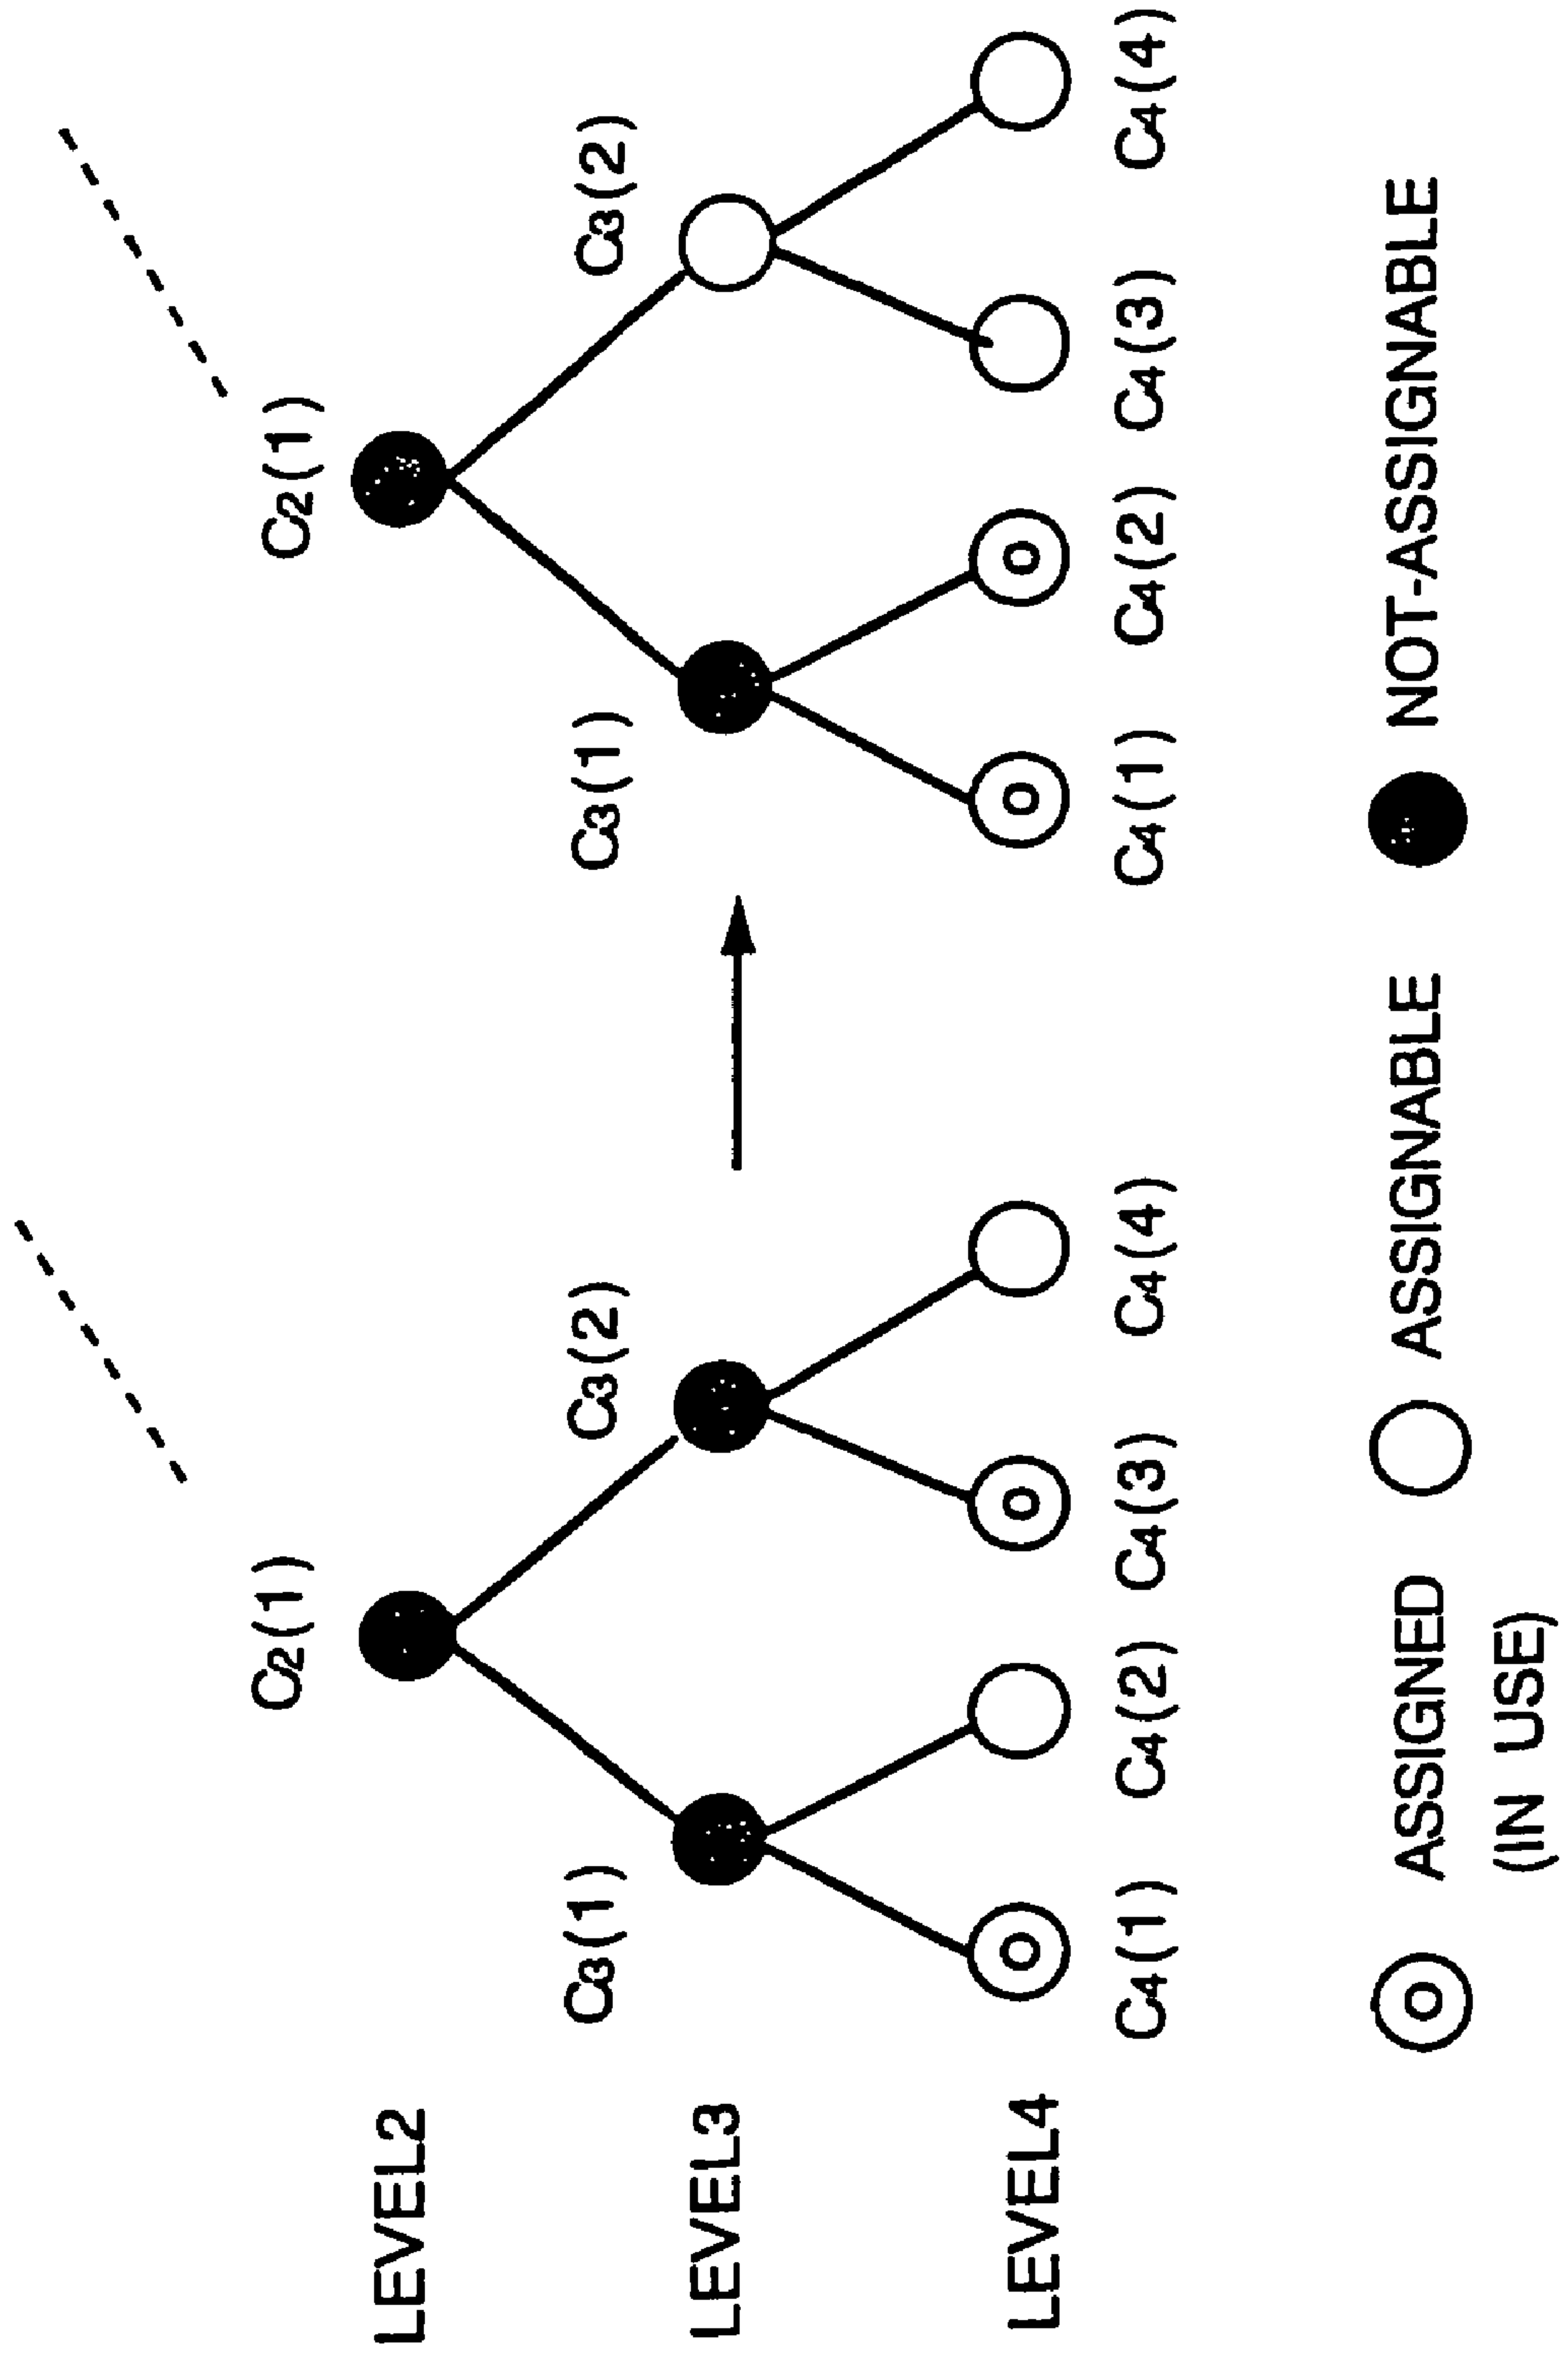 C2(1) C2(1)
LEVEL2
C3(1) C3(2) C3(1) C3(2)
LEVEL3
LEVEL4
C4(1) C4(2) C4(3) C4(4) C4(1) C4(2) C4(3) C4(4)
ASSIGNED ASSIGNABLE NOT-ASSIGNABLE
(IN USE)